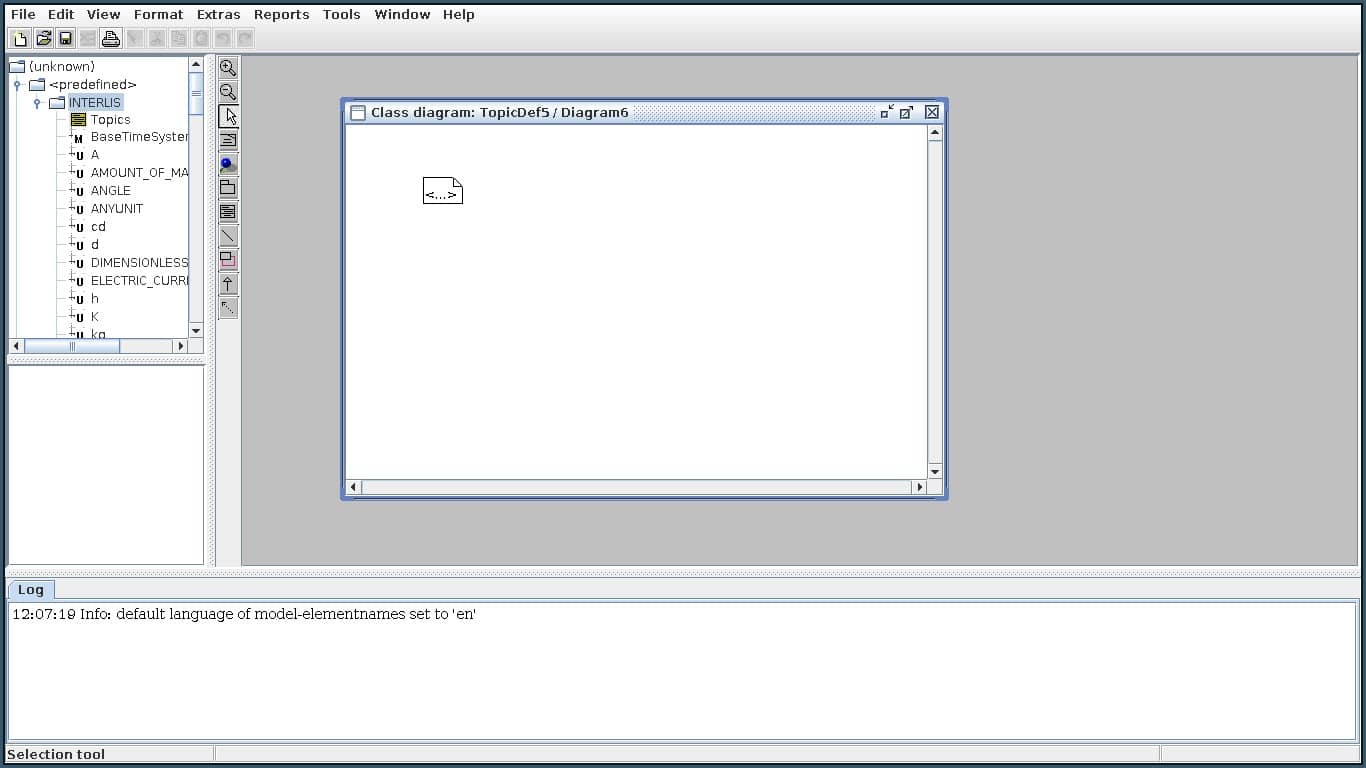 File Edit View Format Extras Reports Tools Window Help
(unknown)
<predefined>
INTERLIS
Topics
BaseTimeSyster
A
AMOUNT_OF_MA
ANGLE
ANYUNIT
cd
d
DIMENSIONLESS
ELECTRIC_CURR
h
K
kg
Class diagram: TopicDef5 / Diagram6
<...>
Log
12:07:19 Info: default language of model-elementnames set to 'en'
Selection tool